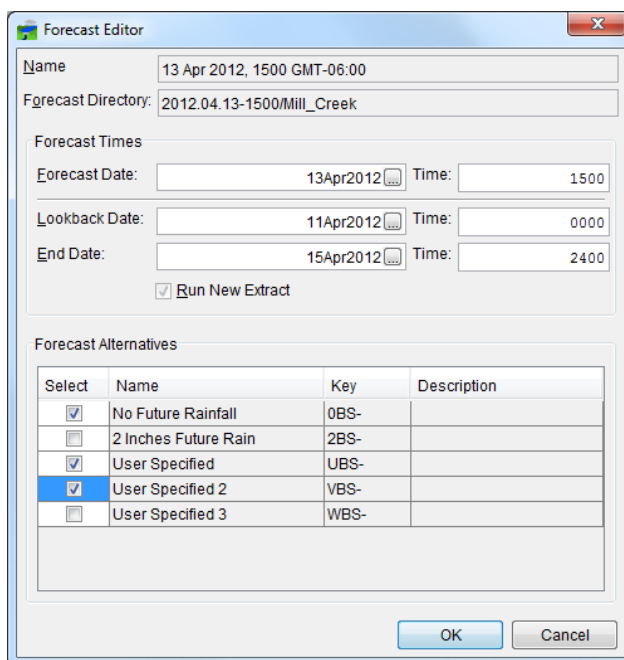 Forecast Editor
Name 13 Apr 2012, 1500 GMT-06:00
Forecast Directory: 2012.04.13-1500/Mill_Creek
Forecast Times
Forecast Date: 13Apr2012 ... Time: 1500
Lookback Date: 11Apr2012 ... Time: 0000
End Date: 15Apr2012 ... Time: 2400
Run New Extract
Forecast Alternatives
Select Name Key Description
No Future Rainfall 0BS-
2 Inches Future Rain 2BS-
User Specified UBS-
User Specified 2 VBS-
User Specified 3 WBS-
OK Cancel